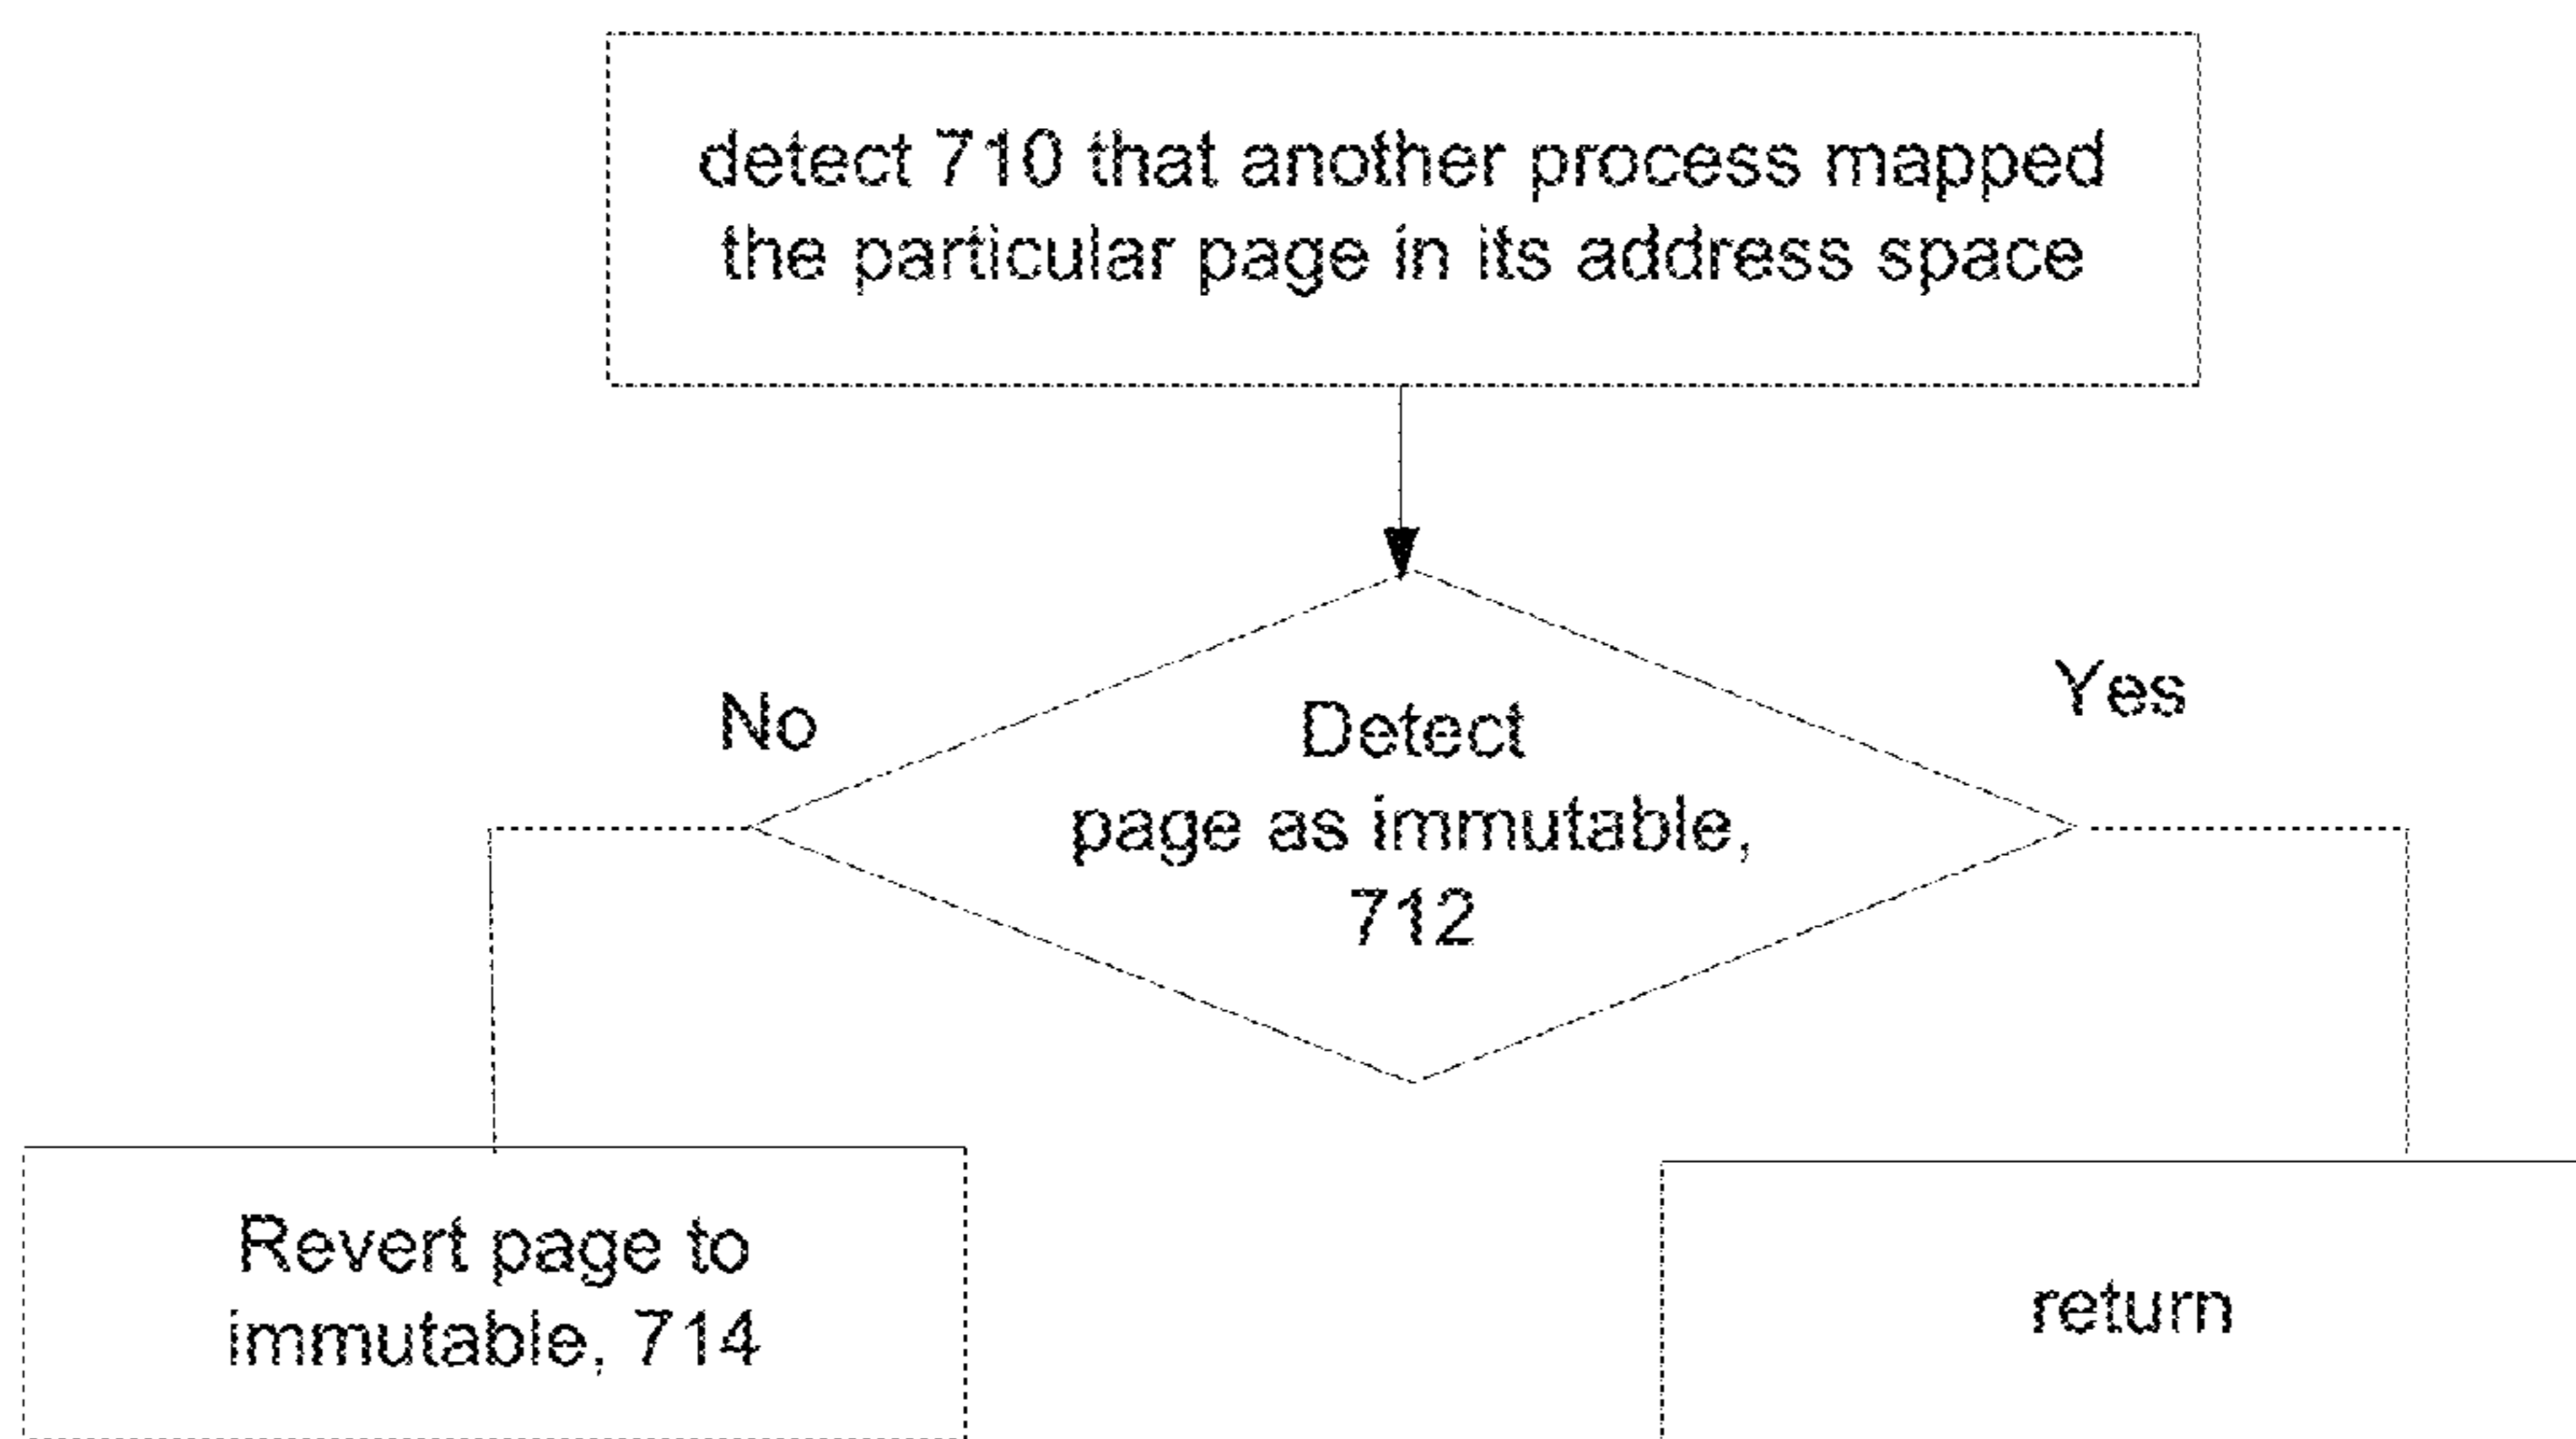 detect 710 that another process mapped
the particular page in its address space
No
Yes
Detect
page as immutable,
712
Revert page to
immutable, 714
return